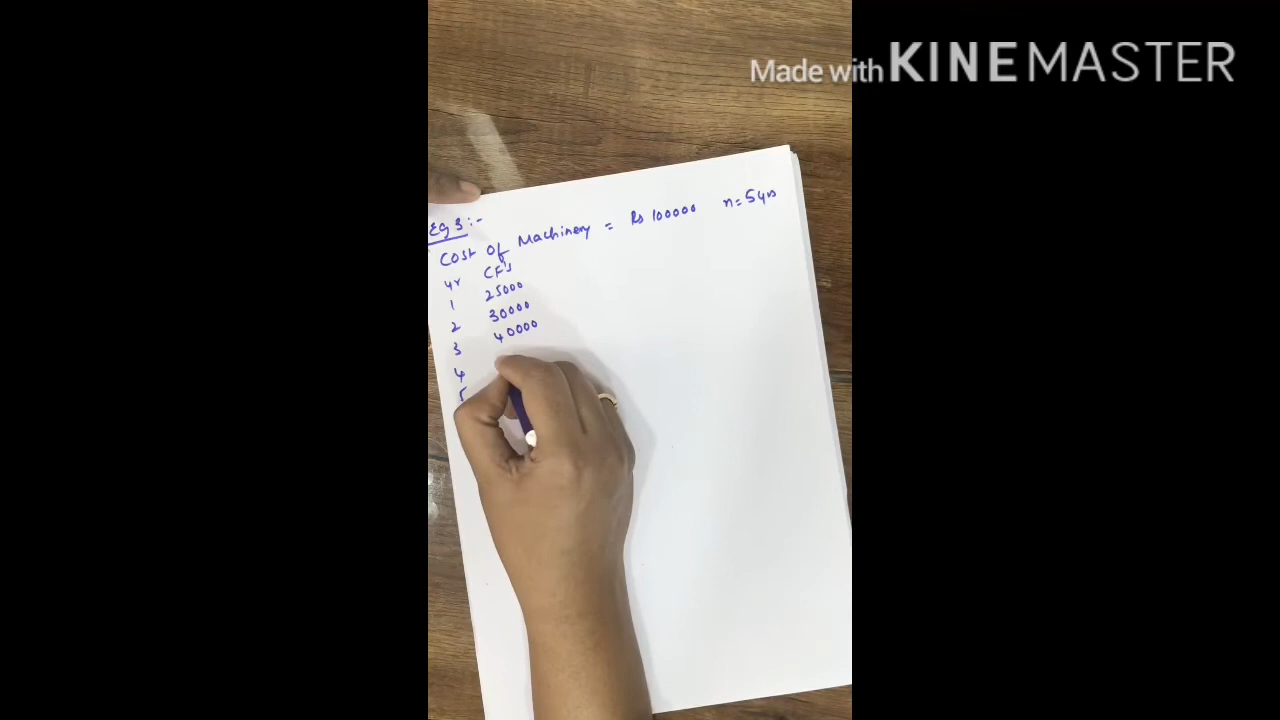 Made with KINEMASTER
Eg 3:-
Cost of Machinery = Rs 100000 n=5yrs
yr CF's
1 25000
2 30000
3 40000
4
5